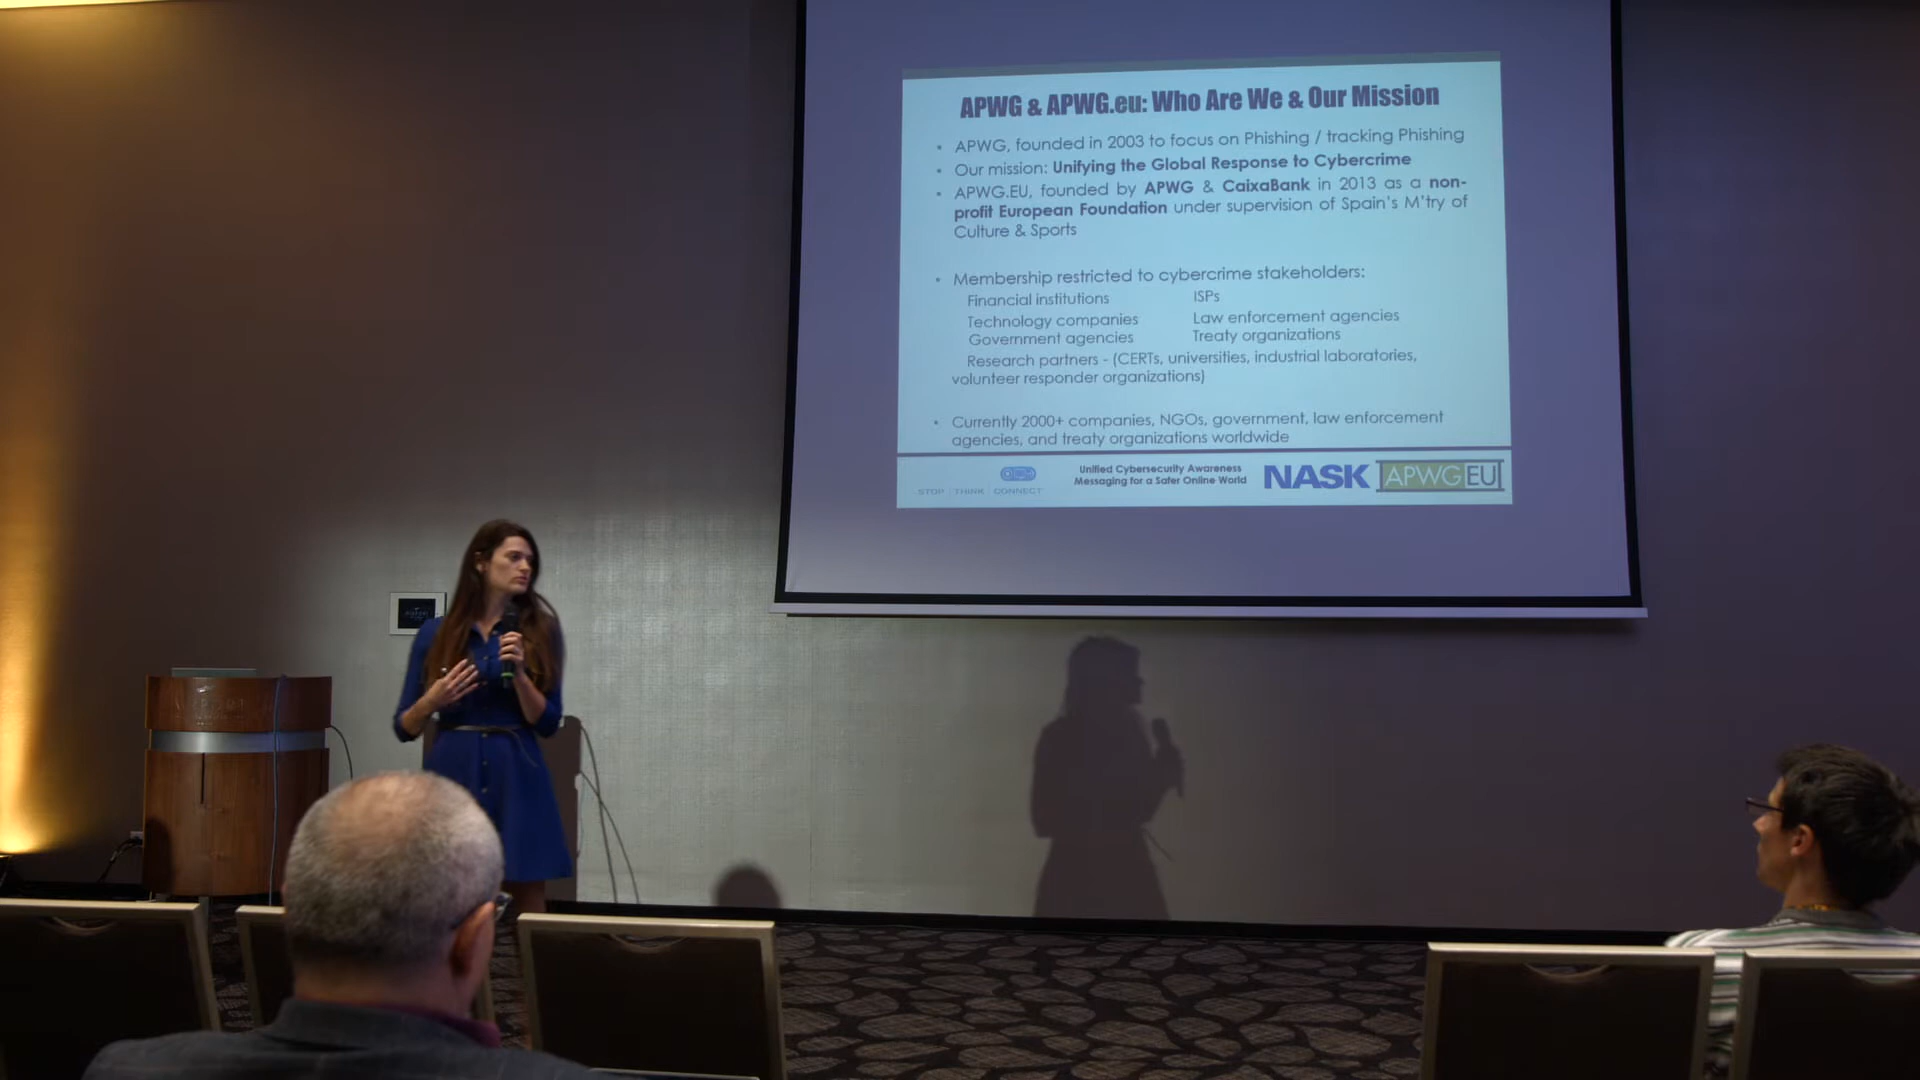 APWG & APWG.eu: Who Are We & Our Mission
• APWG, founded in 2003 to focus on Phishing / tracking Phishing
• Our mission: Unifying the Global Response to Cybercrime
• APWG.EU, founded by APWG & CaixaBank in 2013 as a non-
profit European Foundation under supervision of Spain's M'try of
Culture & Sports
• Membership restricted to cybercrime stakeholders:
Financial institutions ISPs
Technology companies Law enforcement agencies
Government agencies Treaty organizations
Research partners - (CERTs, universities, industrial laboratories,
volunteer responder organizations)
• Currently 2000+ companies, NGOs, government, law enforcement
agencies, and treaty organizations worldwide
STOP | THINK | CONNECT
Unified Cybersecurity Awareness
Messaging for a Safer Online World
NASK
APWG EU